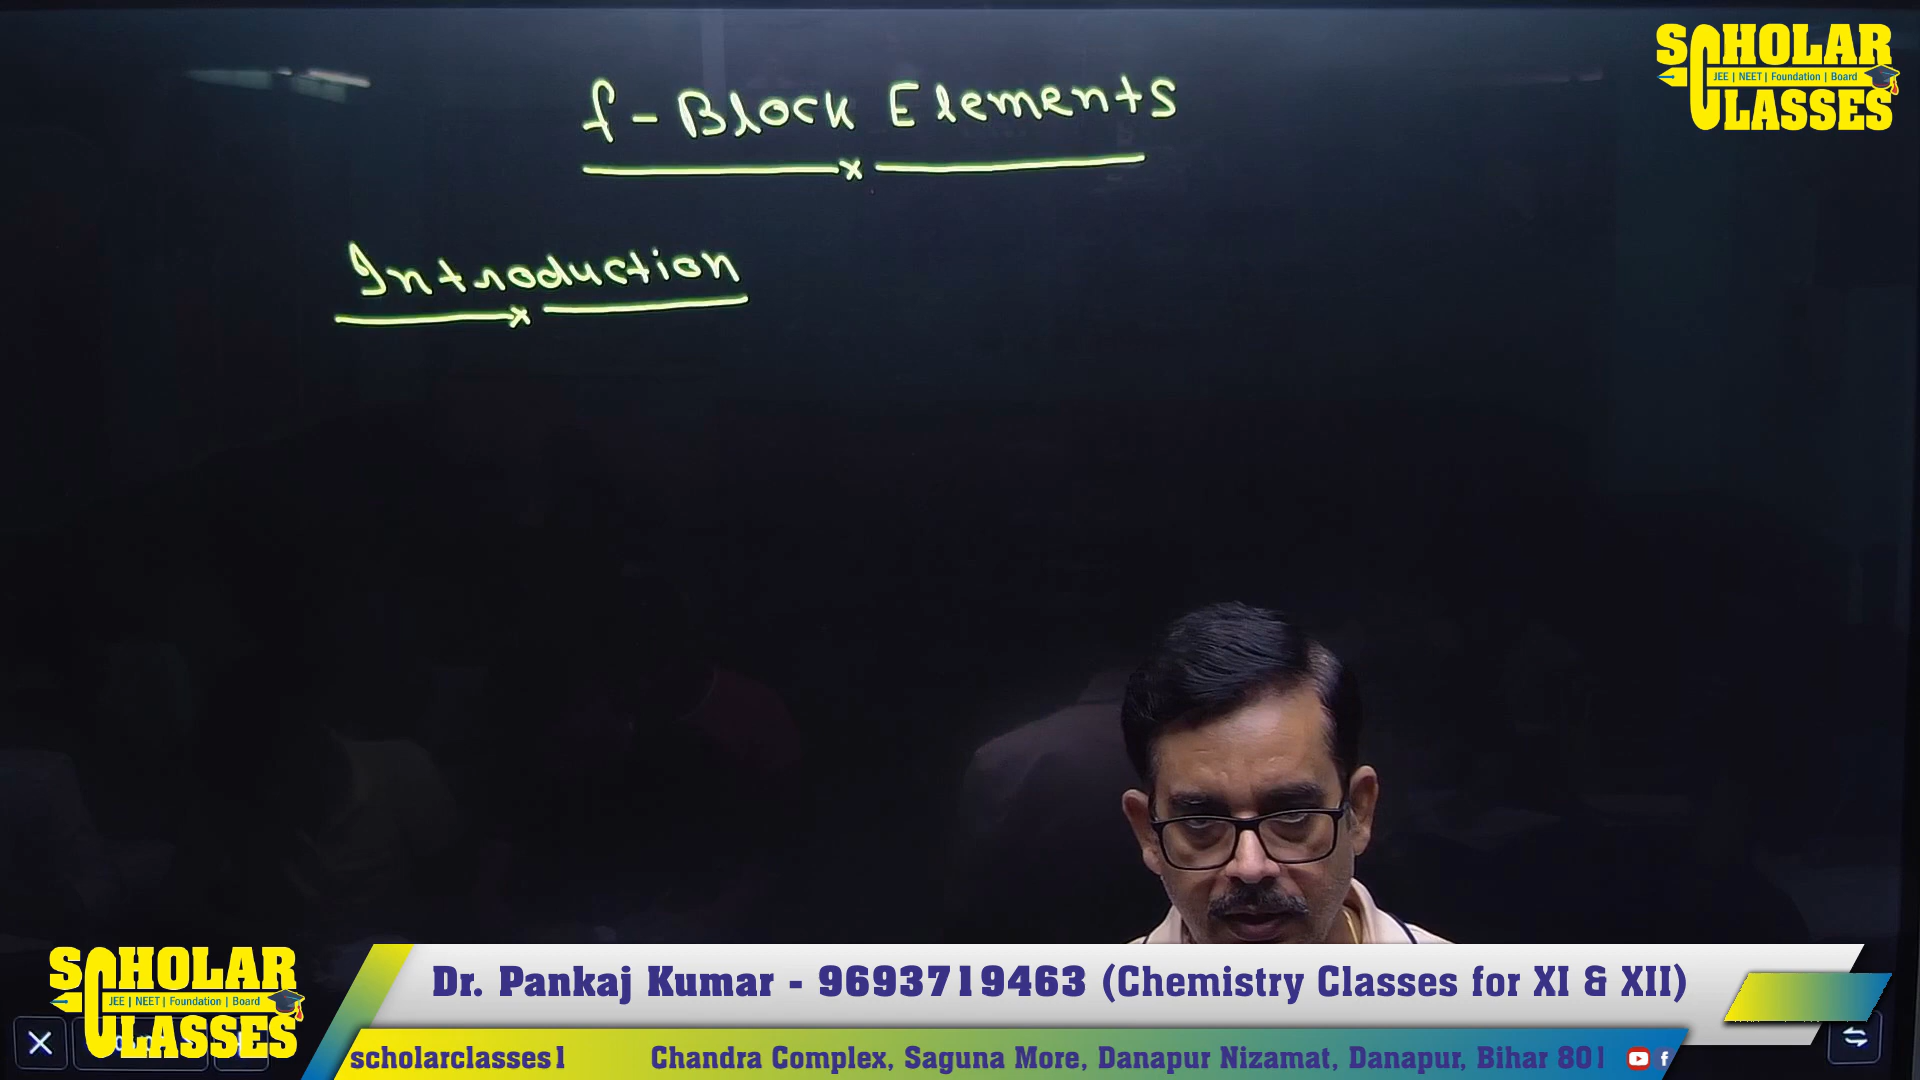 SCHOLAR
JEE | NEET | Foundation | Board
CLASSES
f-Block Elements
Introduction
SCHOLAR
JEE | NEET | Foundation | Board
CLASSES
Dr. Pankaj Kumar - 9693719463 (Chemistry Classes for XI & XII)
scholarclasses1 Chandra Complex, Saguna More, Danapur Nizamat, Danapur, Bihar 801